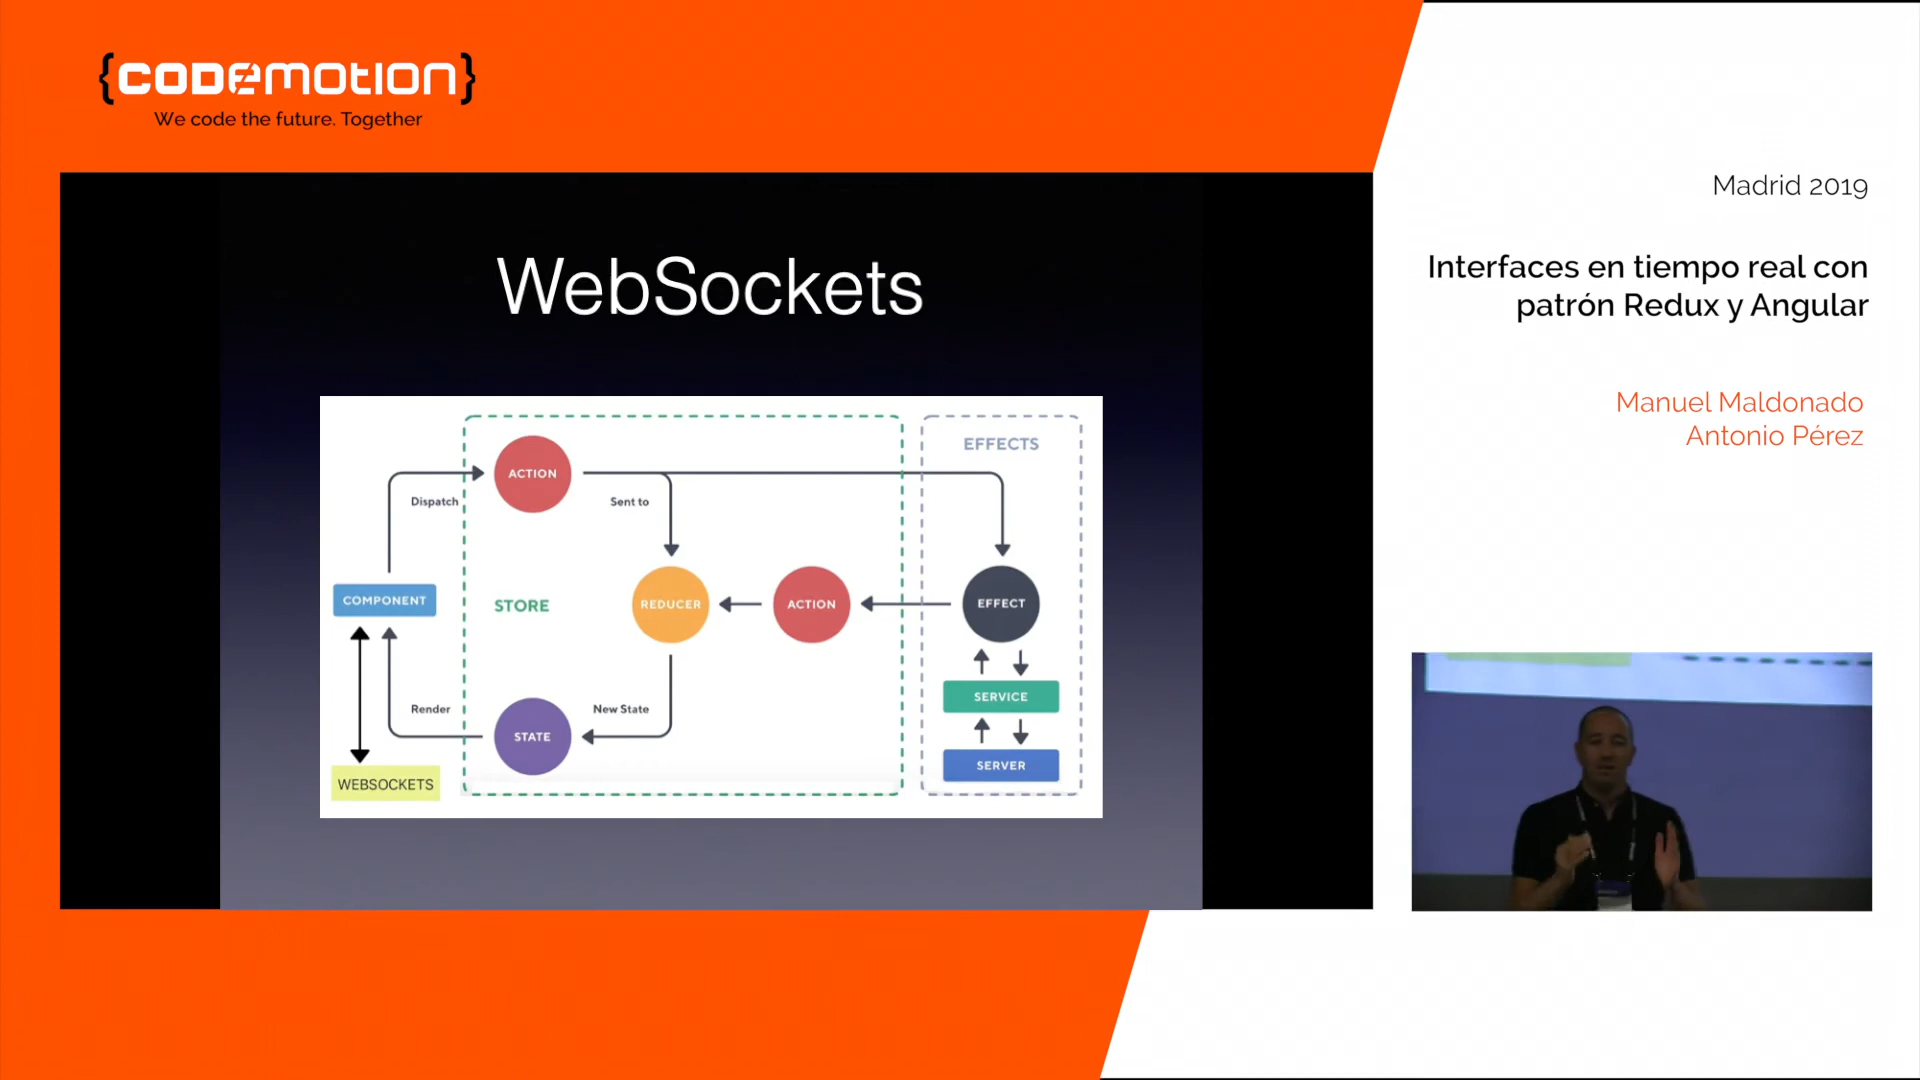 {CODEMOTION}
We code the future. Together
Madrid 2019
Interfaces en tiempo real con
patrón Redux y Angular
Manuel Maldonado
Antonio Pérez
WebSockets
EFFECTS
ACTION
Dispatch
Sent to
COMPONENT
STORE
REDUCER
ACTION
EFFECT
SERVICE
Render
New State
STATE
SERVER
WEBSOCKETS